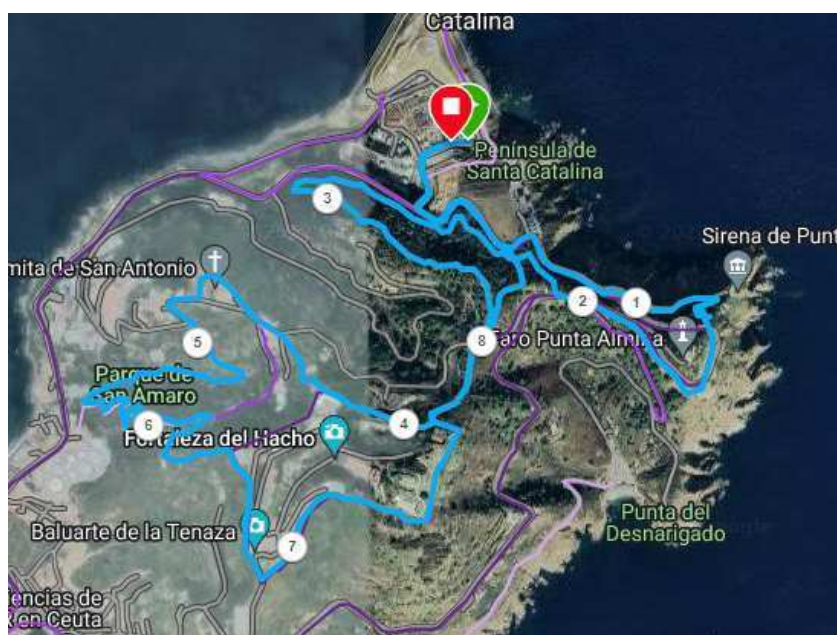 Catalina
Península de
Santa Catalina
3
Sirena de Punt
mita de San Antonio
1
2
8
Faro Punta Almina
5
Parque de
San Amaro
4
6
Fortaleza del Hacho
Baluarte de la Tenaza
7
Punta del
Desnarigado
iencias de
en Ceuta